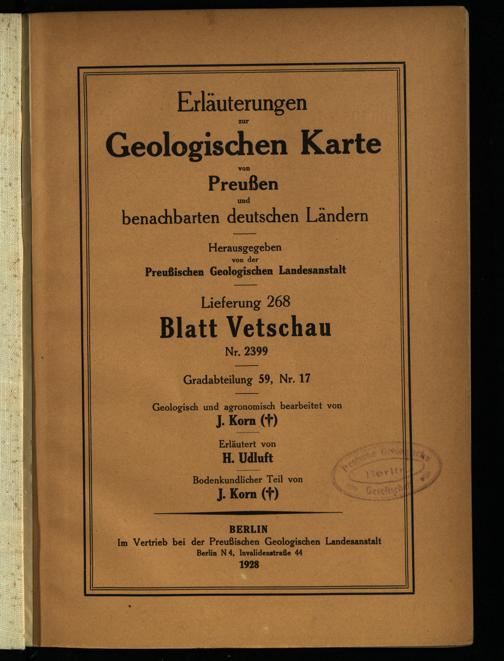 Erläuterungen
zur
Geologischen Karte
von
Preußen
und
benachbarten deutschen Ländern
Herausgegeben
von der
Preußischen Geologischen Landesanstalt
Lieferung 268
Blatt Vetschau
Nr. 2399
Gradabteilung 59, Nr. 17
Geologisch und agronomisch bearbeitet von
J. Korn (†)
Erläutert von
H. Udluft
Bodenkundlicher Teil von
J. Korn (†)
BERLIN
Im Vertrieb bei der Preußischen Geologischen Landesanstalt
Berlin N 4, Invalidenstraße 44
1928
Berlin